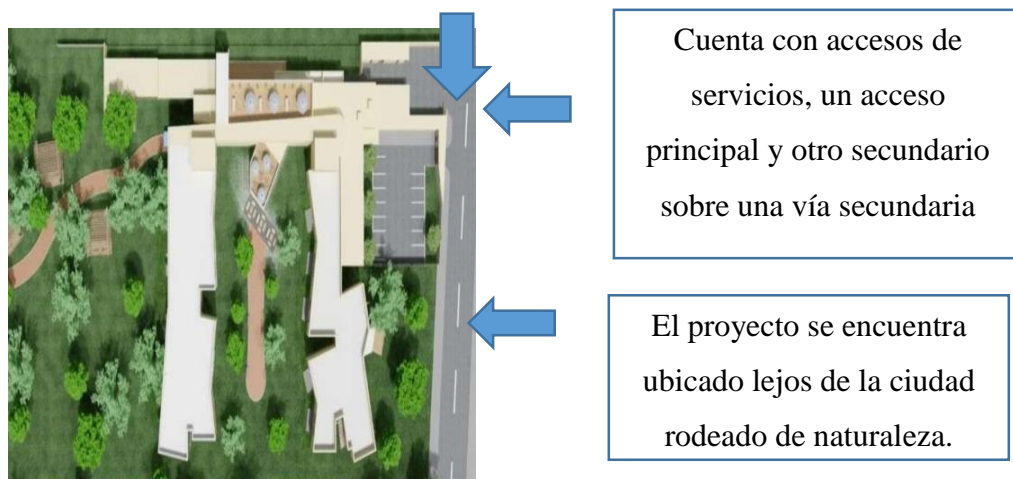 Cuenta con accesos de
servicios, un acceso
principal y otro secundario
sobre una vía secundaria
El proyecto se encuentra
ubicado lejos de la ciudad
rodeado de naturaleza.